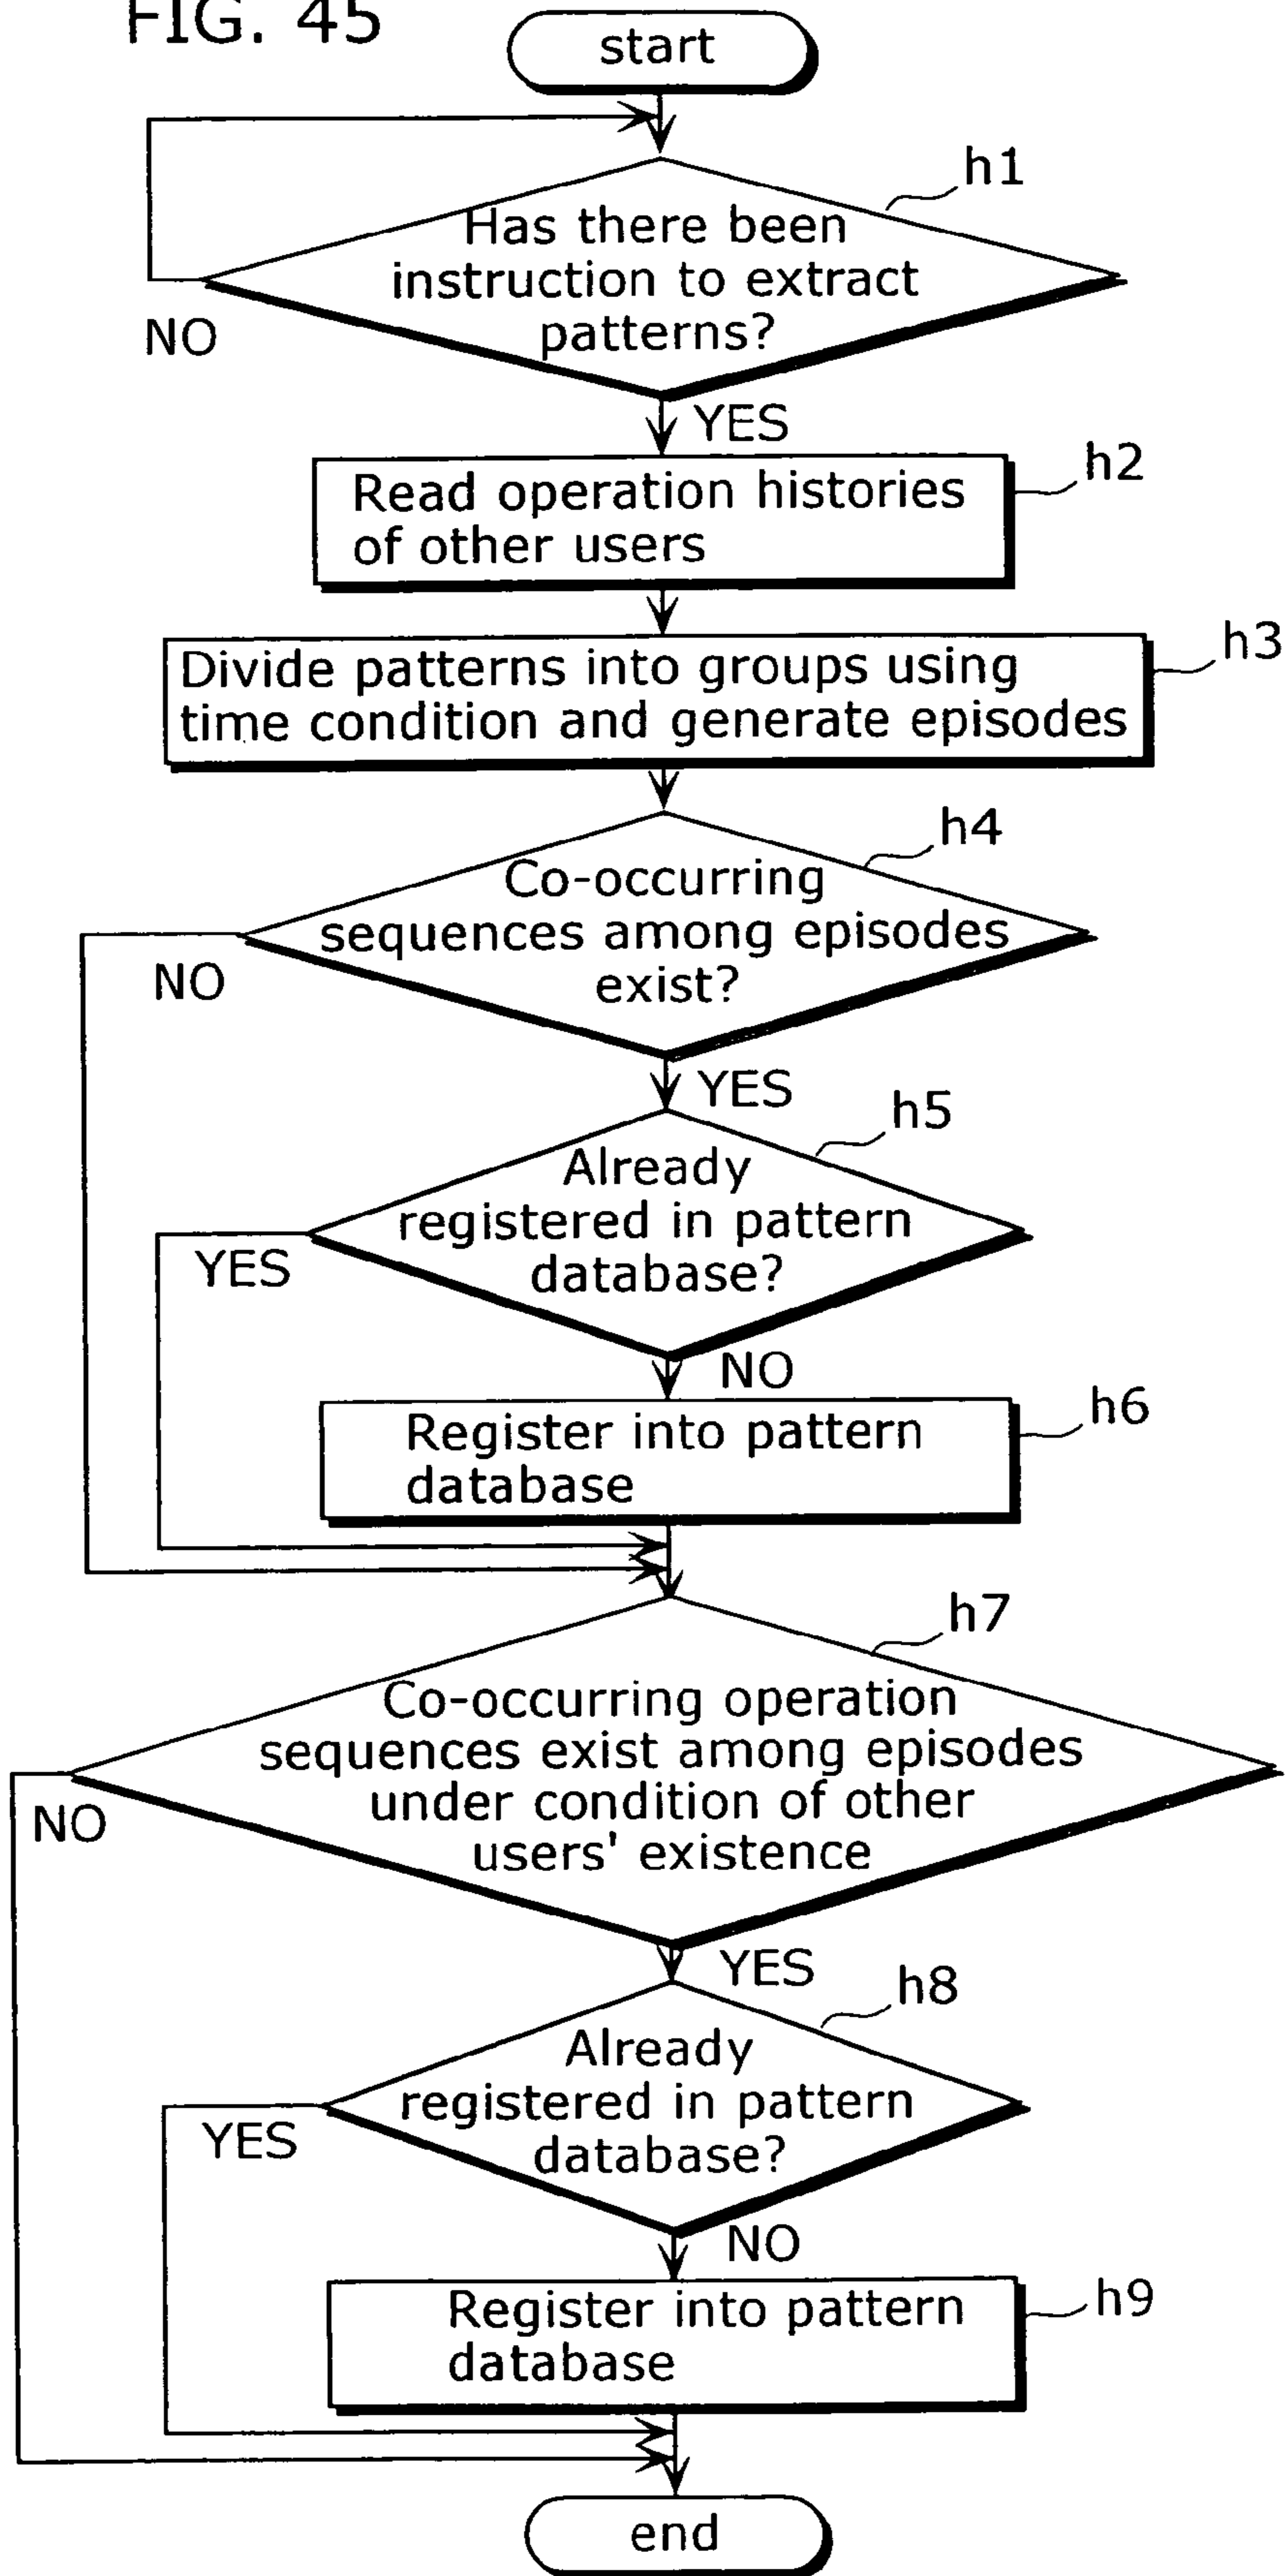 FIG. 45
start
h1
Has there been
instruction to extract
patterns?
NO
YES
h2
Read operation histories
of other users
h3
Divide patterns into groups using
time condition and generate episodes
h4
Co-occurring
sequences among episodes
exist?
NO
YES
h5
Already
registered in pattern
database?
YES
NO
h6
Register into pattern
database
h7
Co-occurring operation
sequences exist among episodes
under condition of other
users' existence
NO
YES
h8
Already
registered in pattern
database?
YES
NO
h9
Register into pattern
database
end